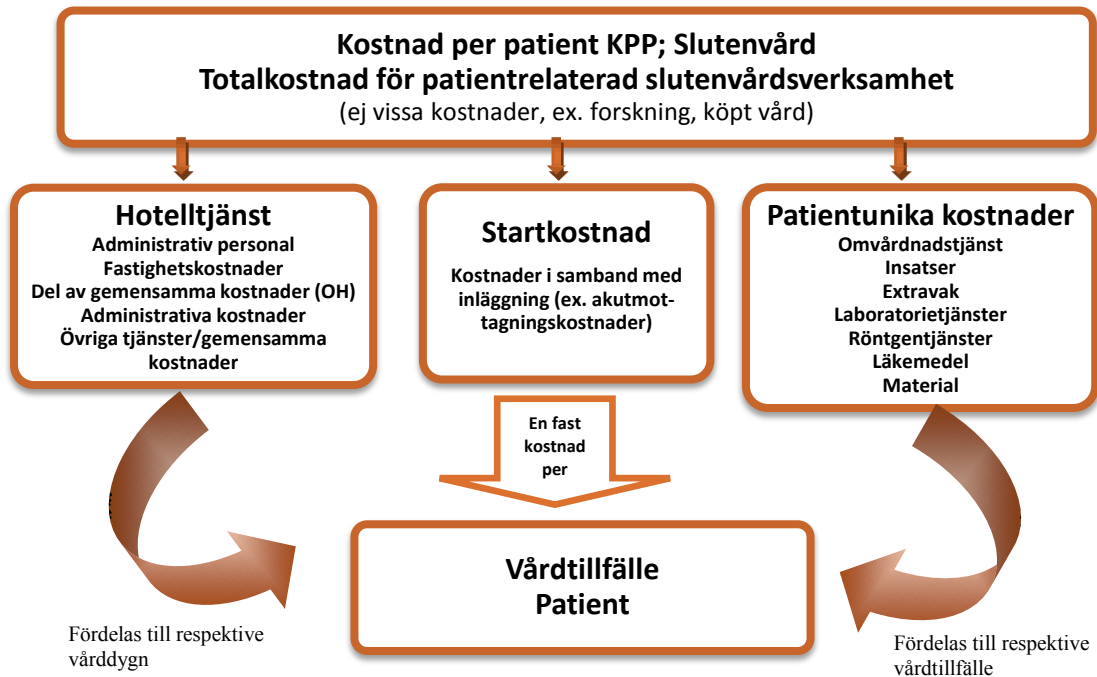 Kostnad per patient KPP; Slutenvård
Totalkostnad för patientrelaterad slutenvårdsverksamhet
(ej vissa kostnader, ex. forskning, köpt vård)
Hotelltjänst
Administrativ personal
Fastighetskostnader
Del av gemensamma kostnader (OH)
Administrativa kostnader
Övriga tjänster/gemensamma
kostnader
Startkostnad
Kostnader i samband med
inläggning (ex. akutmot-
tagningskostnader)
Patientunika kostnader
Omvårdnadstjänst
Insatser
Extravak
Laboratorietjänster
Röntgentjänster
Läkemedel
Material
En fast
kostnad
per
Vårdtillfälle
Patient
Fördelas till respektive
vårddygn
Fördelas till respektive
vårdtillfälle